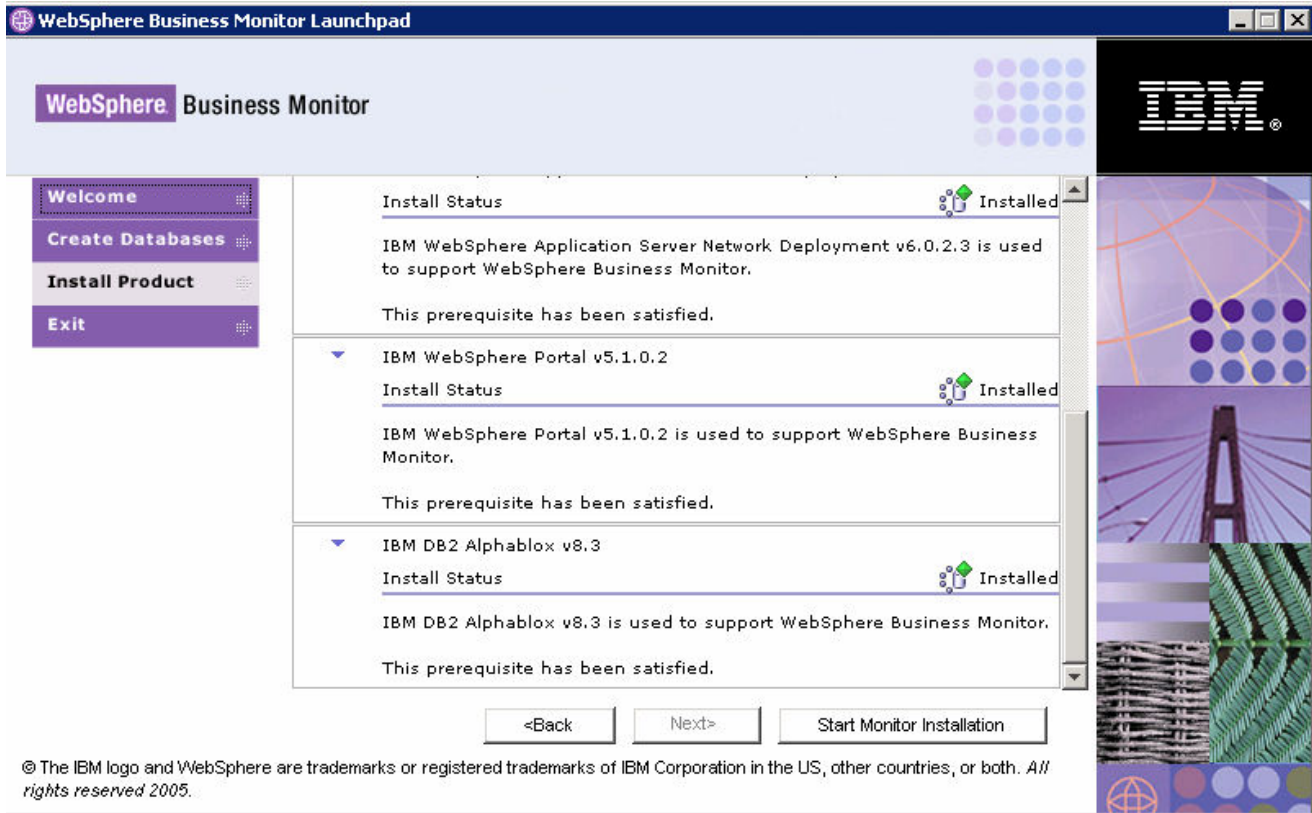 WebSphere Business Monitor Launchpad
WebSphere Business Monitor
IBM®
Welcome
Create Databases
Install Product
Exit
Install Status Installed
IBM WebSphere Application Server Network Deployment v6.0.2.3 is used
to support WebSphere Business Monitor.
This prerequisite has been satisfied.
IBM WebSphere Portal v5.1.0.2
Install Status Installed
IBM WebSphere Portal v5.1.0.2 is used to support WebSphere Business
Monitor.
This prerequisite has been satisfied.
IBM DB2 Alphablox v8.3
Install Status Installed
IBM DB2 Alphablox v8.3 is used to support WebSphere Business Monitor.
This prerequisite has been satisfied.
<Back Next> Start Monitor Installation
© The IBM logo and WebSphere are trademarks or registered trademarks of IBM Corporation in the US, other countries, or both. All
rights reserved 2005.